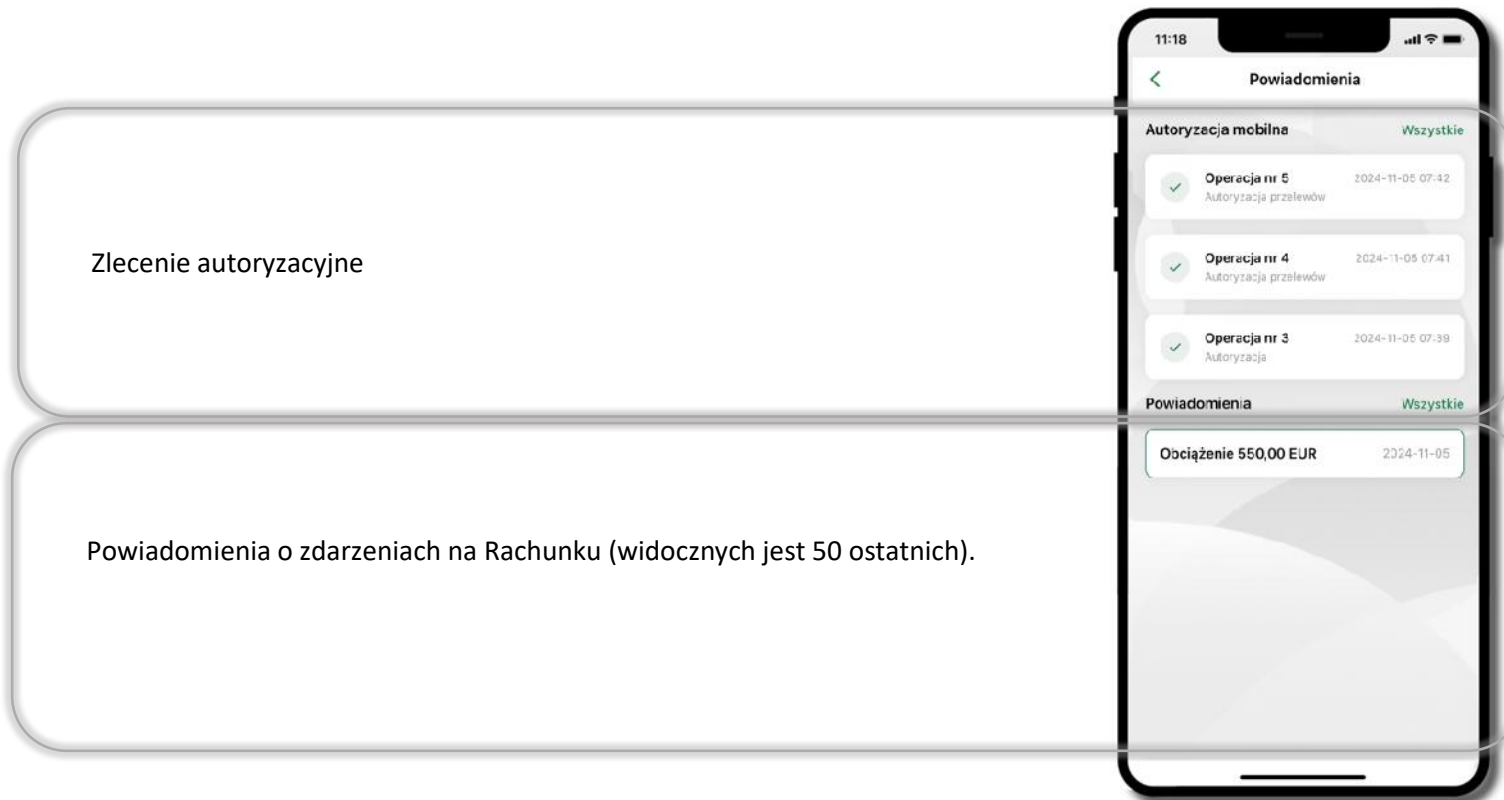 11:18
Powiadomienia
Autoryzacja mobilna Wszystkie
Operacja nr 5 2024-11-05 07:42
Autoryzacja przelewów
Zlecenie autoryzacyjne
Operacja nr 4 2024-11-05 07:41
Autoryzacja przelewów
Operacja nr 3 2024-11-05 07:39
Autoryzacja
Powiadomienia Wszystkie
Obciążenie 550,00 EUR 2024-11-05
Powiadomienia o zdarzeniach na Rachunku (widocznych jest 50 ostatnich).